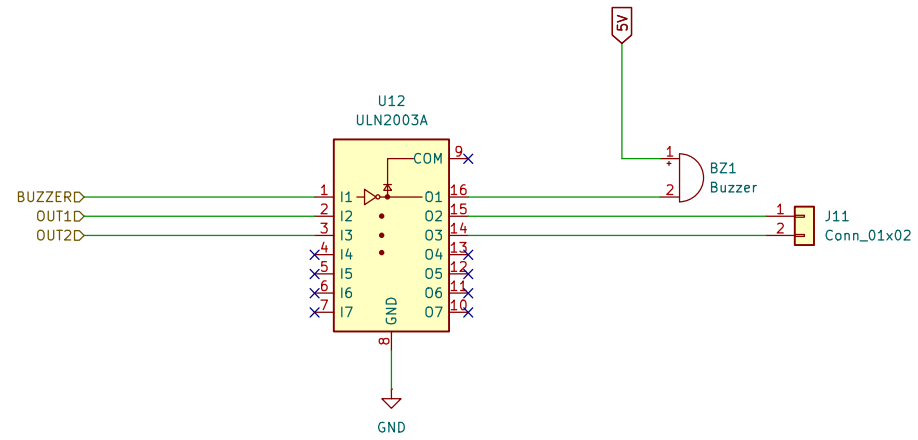 5V
U12
ULN2003A
9
COM
1
BZ1
Buzzer
BUZZER
1
I1
O1
16
2
OUT1
2
I2
O2
15
1
J11
OUT2
3
I3
O3
14
2
Conn_01x02
4
I4
O4
13
5
I5
O5
12
6
I6
O6
11
7
I7
GND
O7
10
8
GND